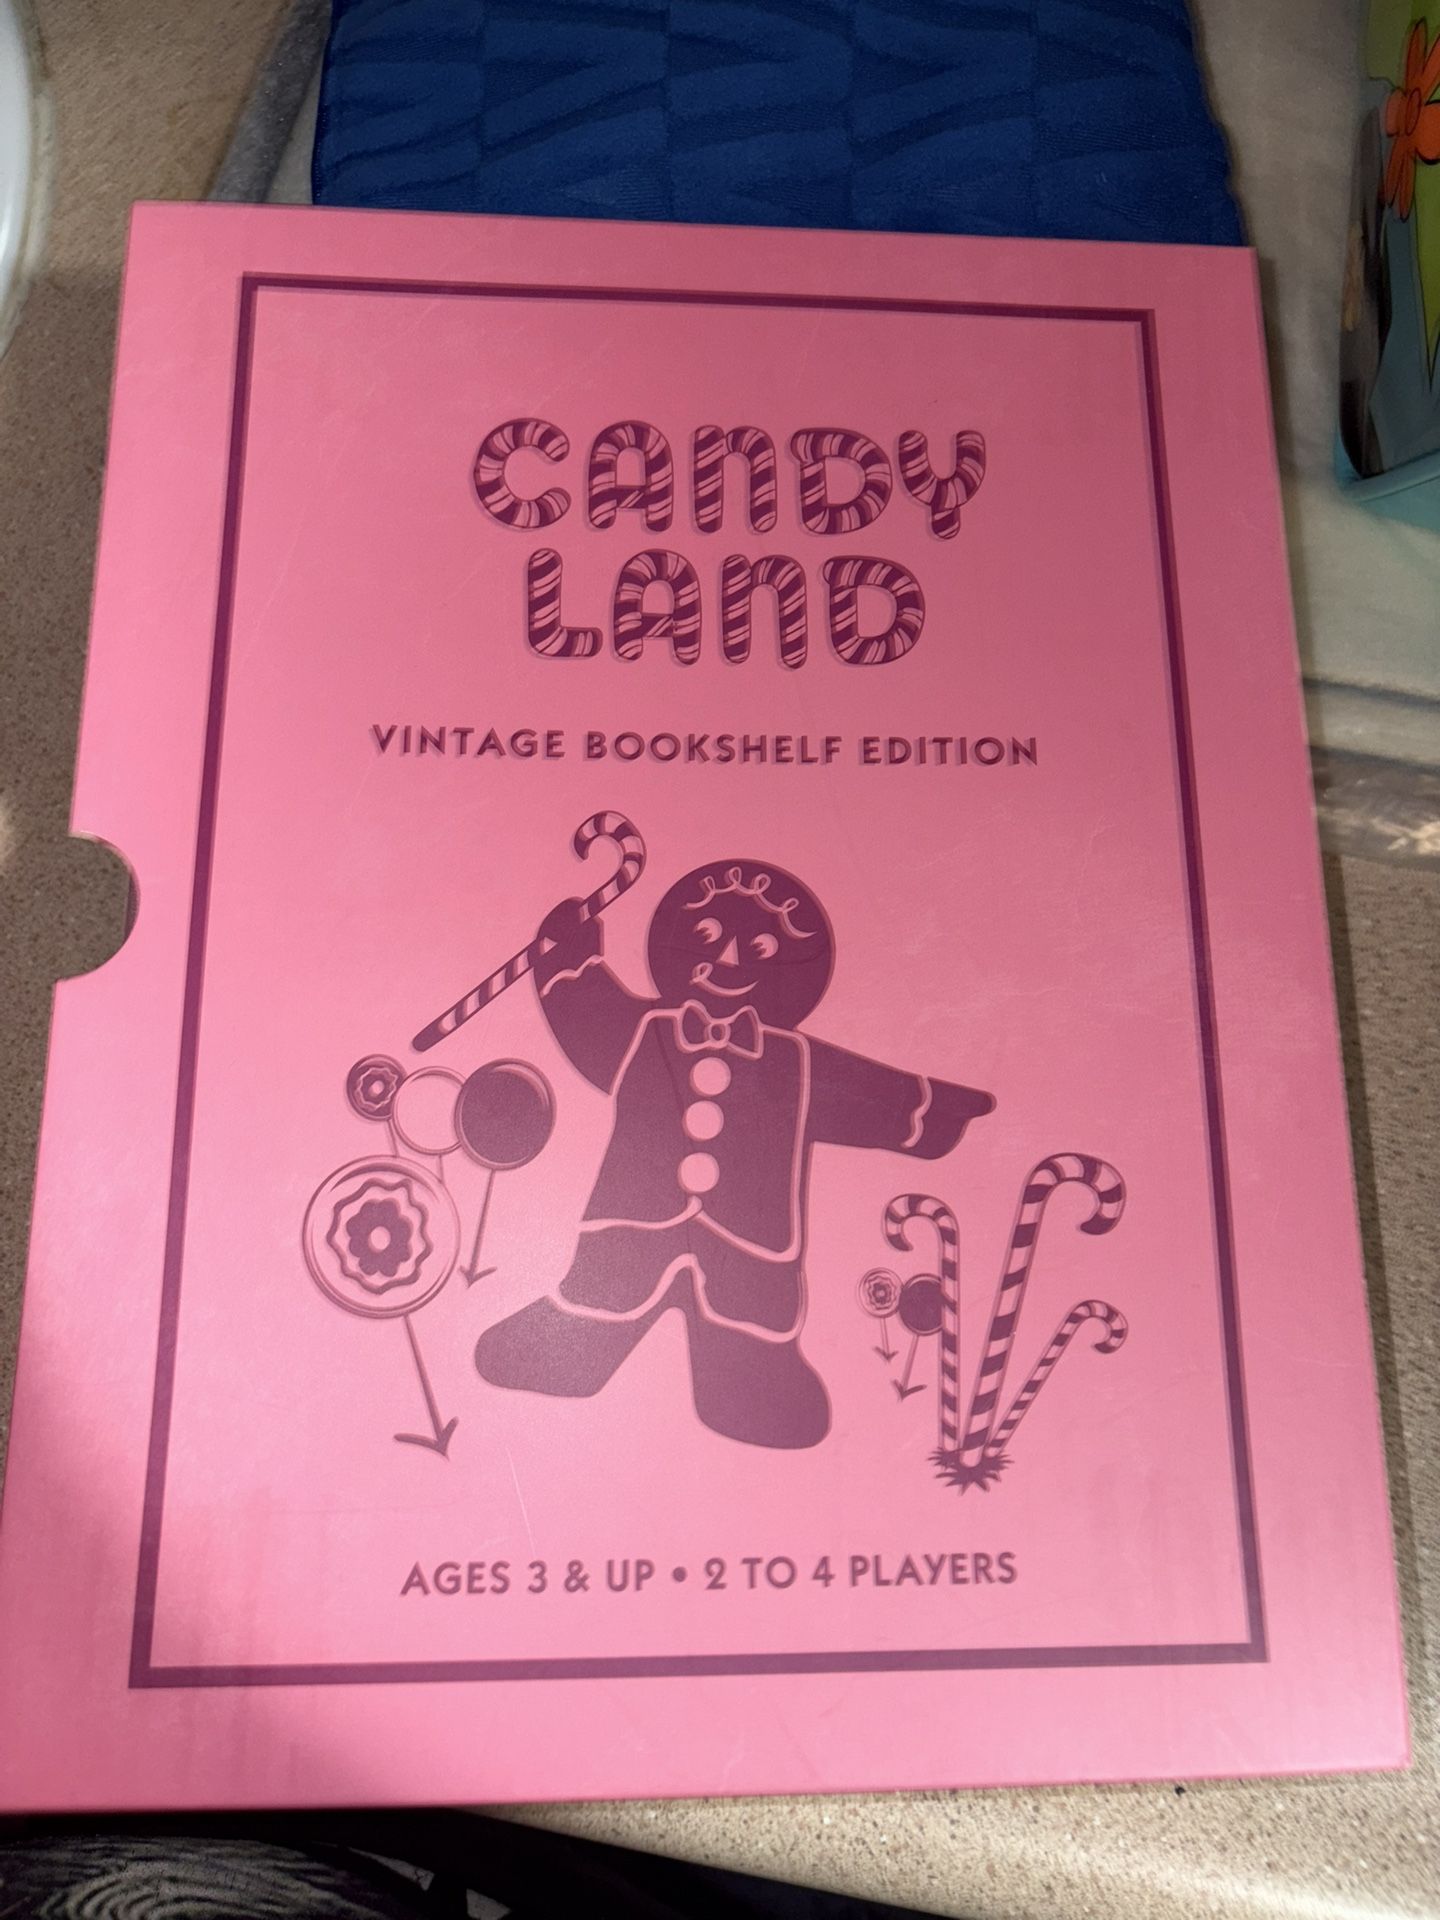 CANDY
LAND
VINTAGE BOOKSHELF EDITION
AGES 3 & UP • 2 TO 4 PLAYERS